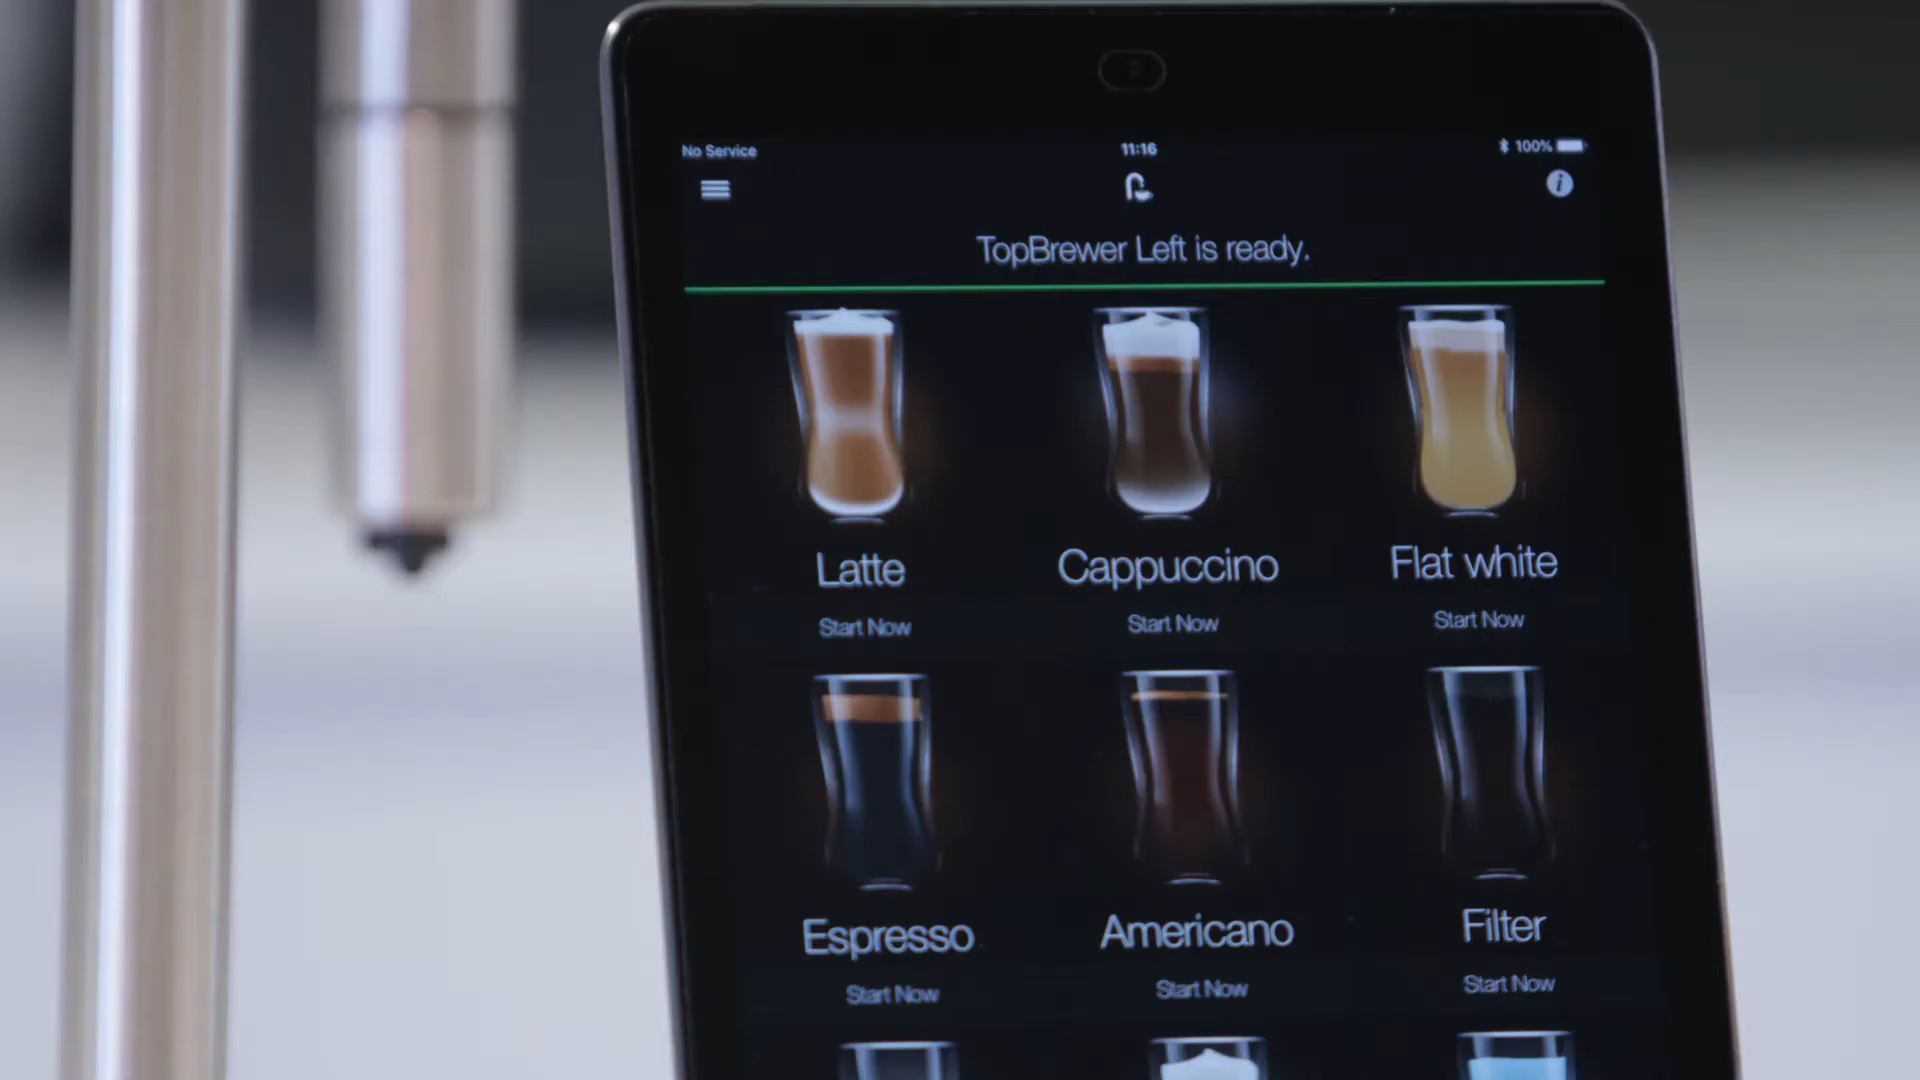 No Service 11:16 100%
TopBrewer Left is ready.
Latte Cappuccino Flat white
Start Now Start Now Start Now
Espresso Americano Filter
Start Now Start Now Start Now